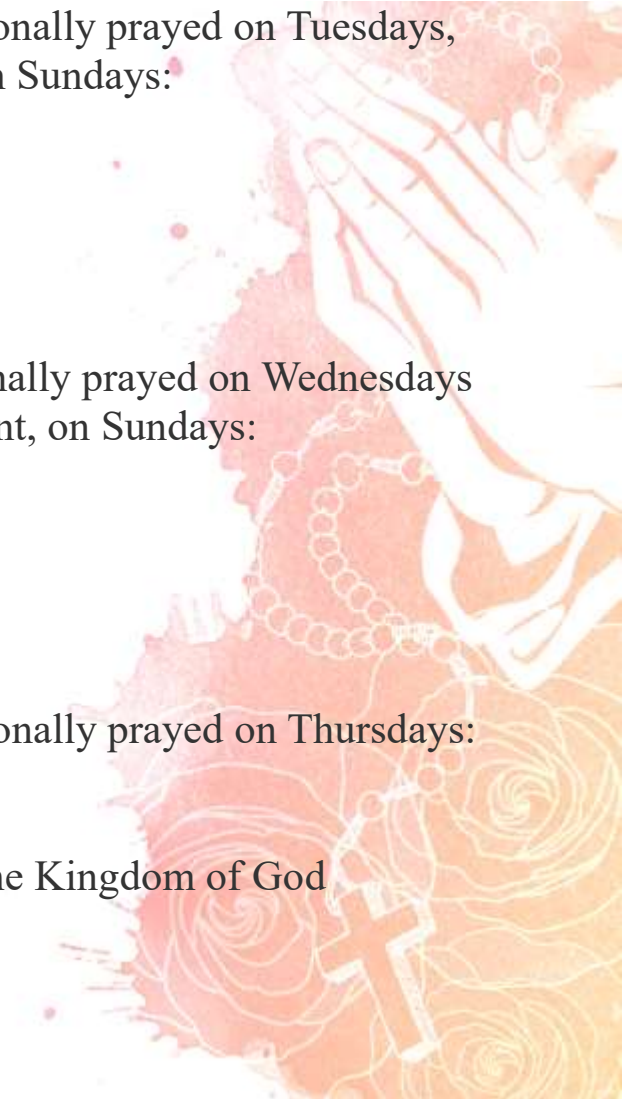 onally prayed on Tuesdays,
n Sundays:
nally prayed on Wednesdays
nt, on Sundays:
onally prayed on Thursdays:
he Kingdom of God